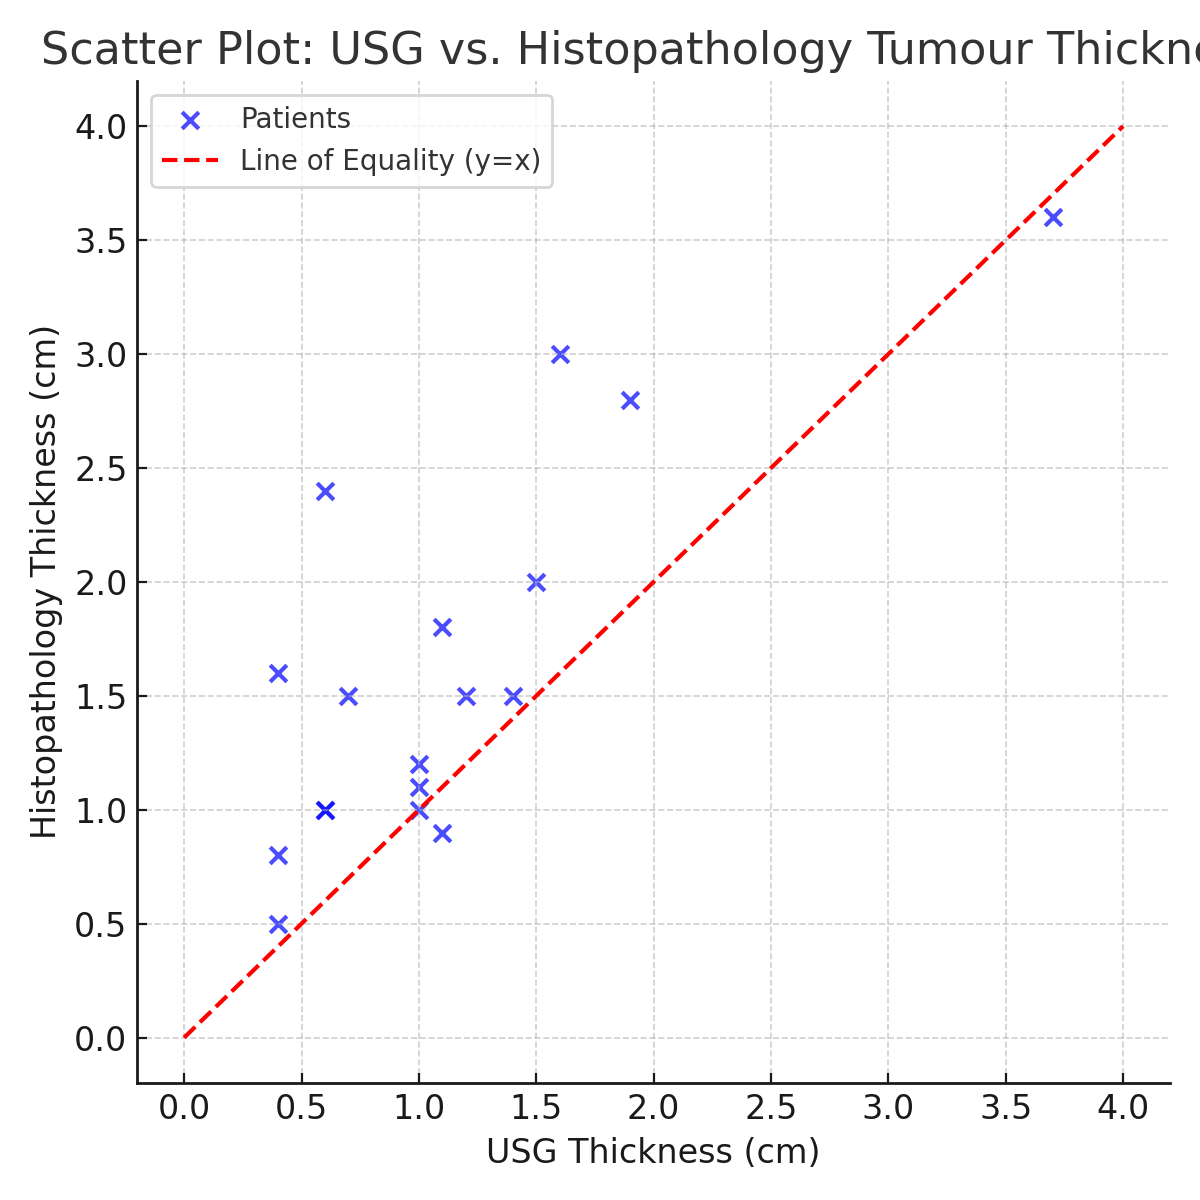 Scatter Plot: USG vs. Histopathology Tumour Thickne
Patients
Line of Equality (y=x)
Histopathology Thickness (cm)
4.0
3.5
3.0
2.5
2.0
1.5
1.0
0.5
0.0
0.0 0.5 1.0 1.5 2.0 2.5 3.0 3.5 4.0
USG Thickness (cm)